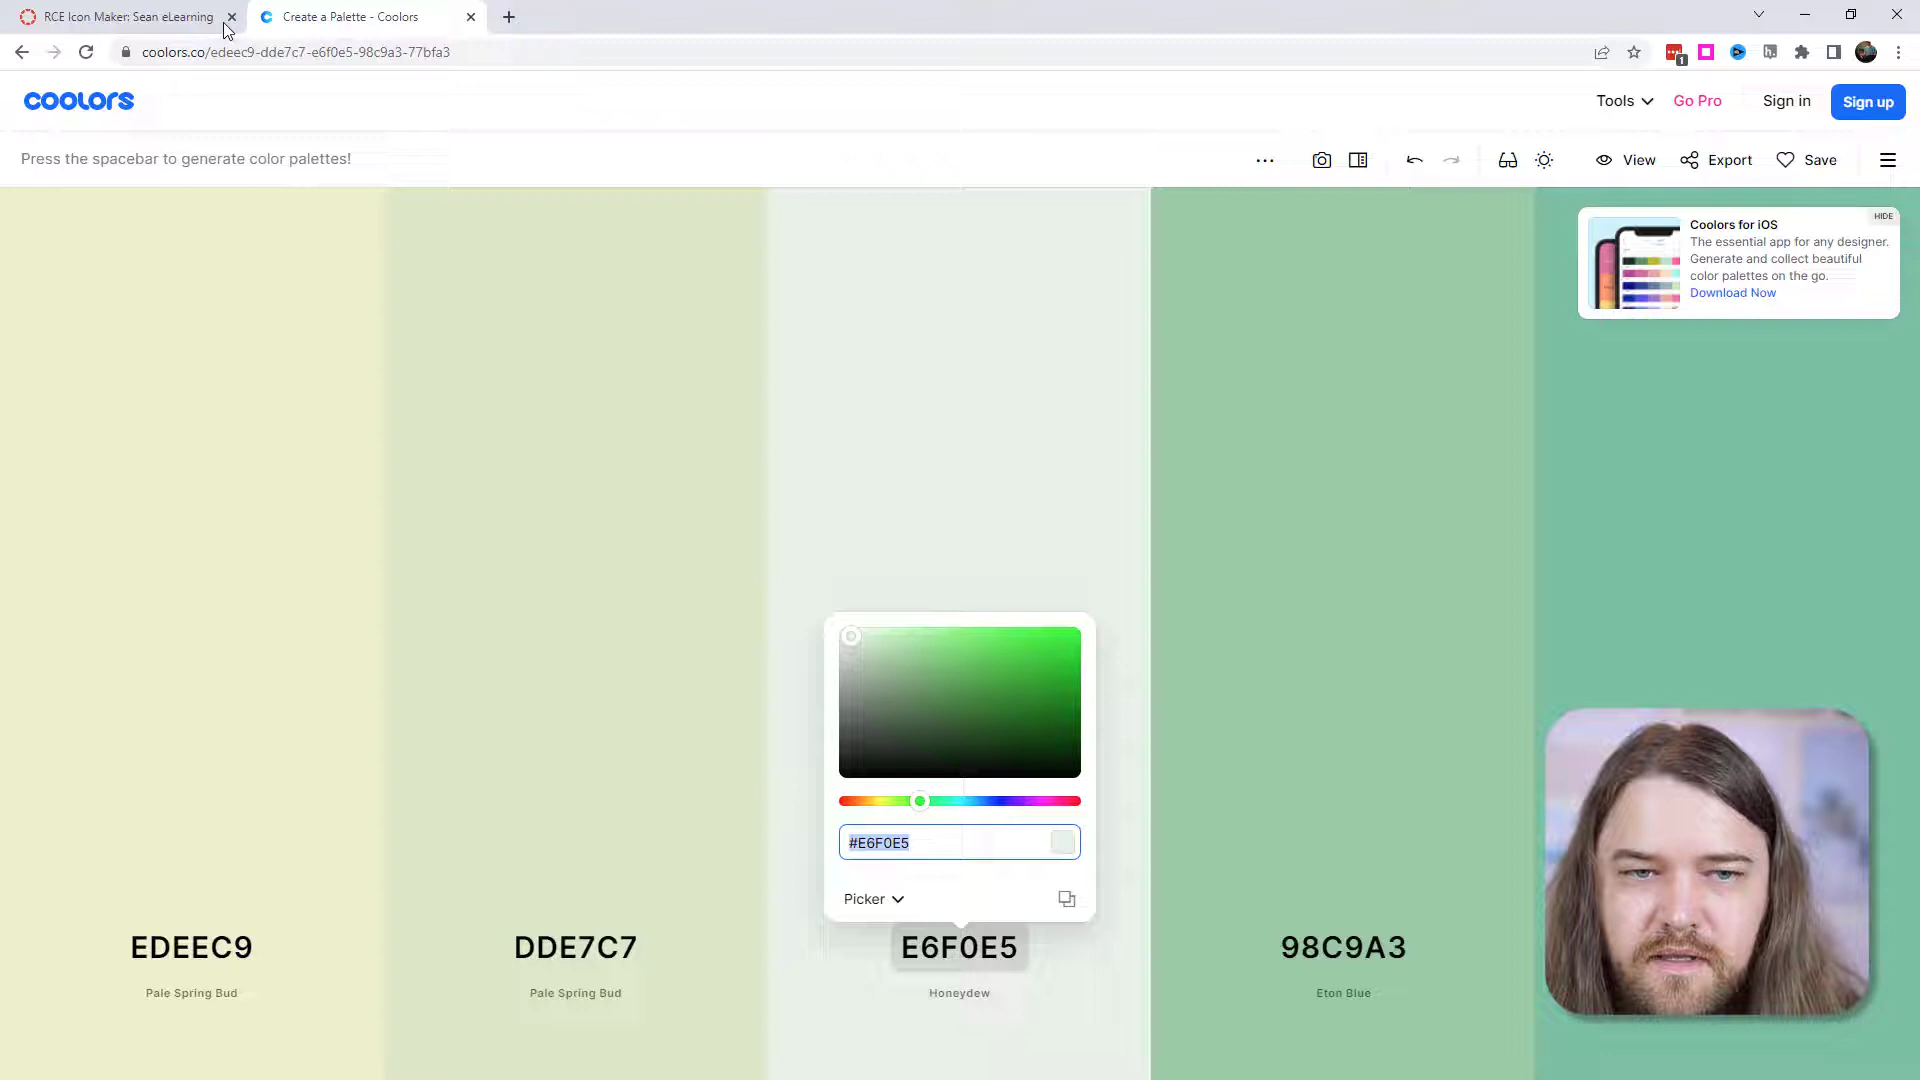 RCE Icon Maker: Sean eLearning
Create a Palette - Coolors
coolors.co/edeec9-dde7c7-e6f0e5-98c9a3-77bfa3
1
coolors
Tools
Go Pro
Sign in
Sign up
Press the spacebar to generate color palettes!
View
Export
Save
HIDE
Coolors for iOS
The essential app for any designer.
Generate and collect beautiful
color palettes on the go.
Download Now
#E6F0E5
Picker
EDEEC9
DDE7C7
E6F0E5
98C9A3
Pale Spring Bud
Pale Spring Bud
Honeydew
Eton Blue